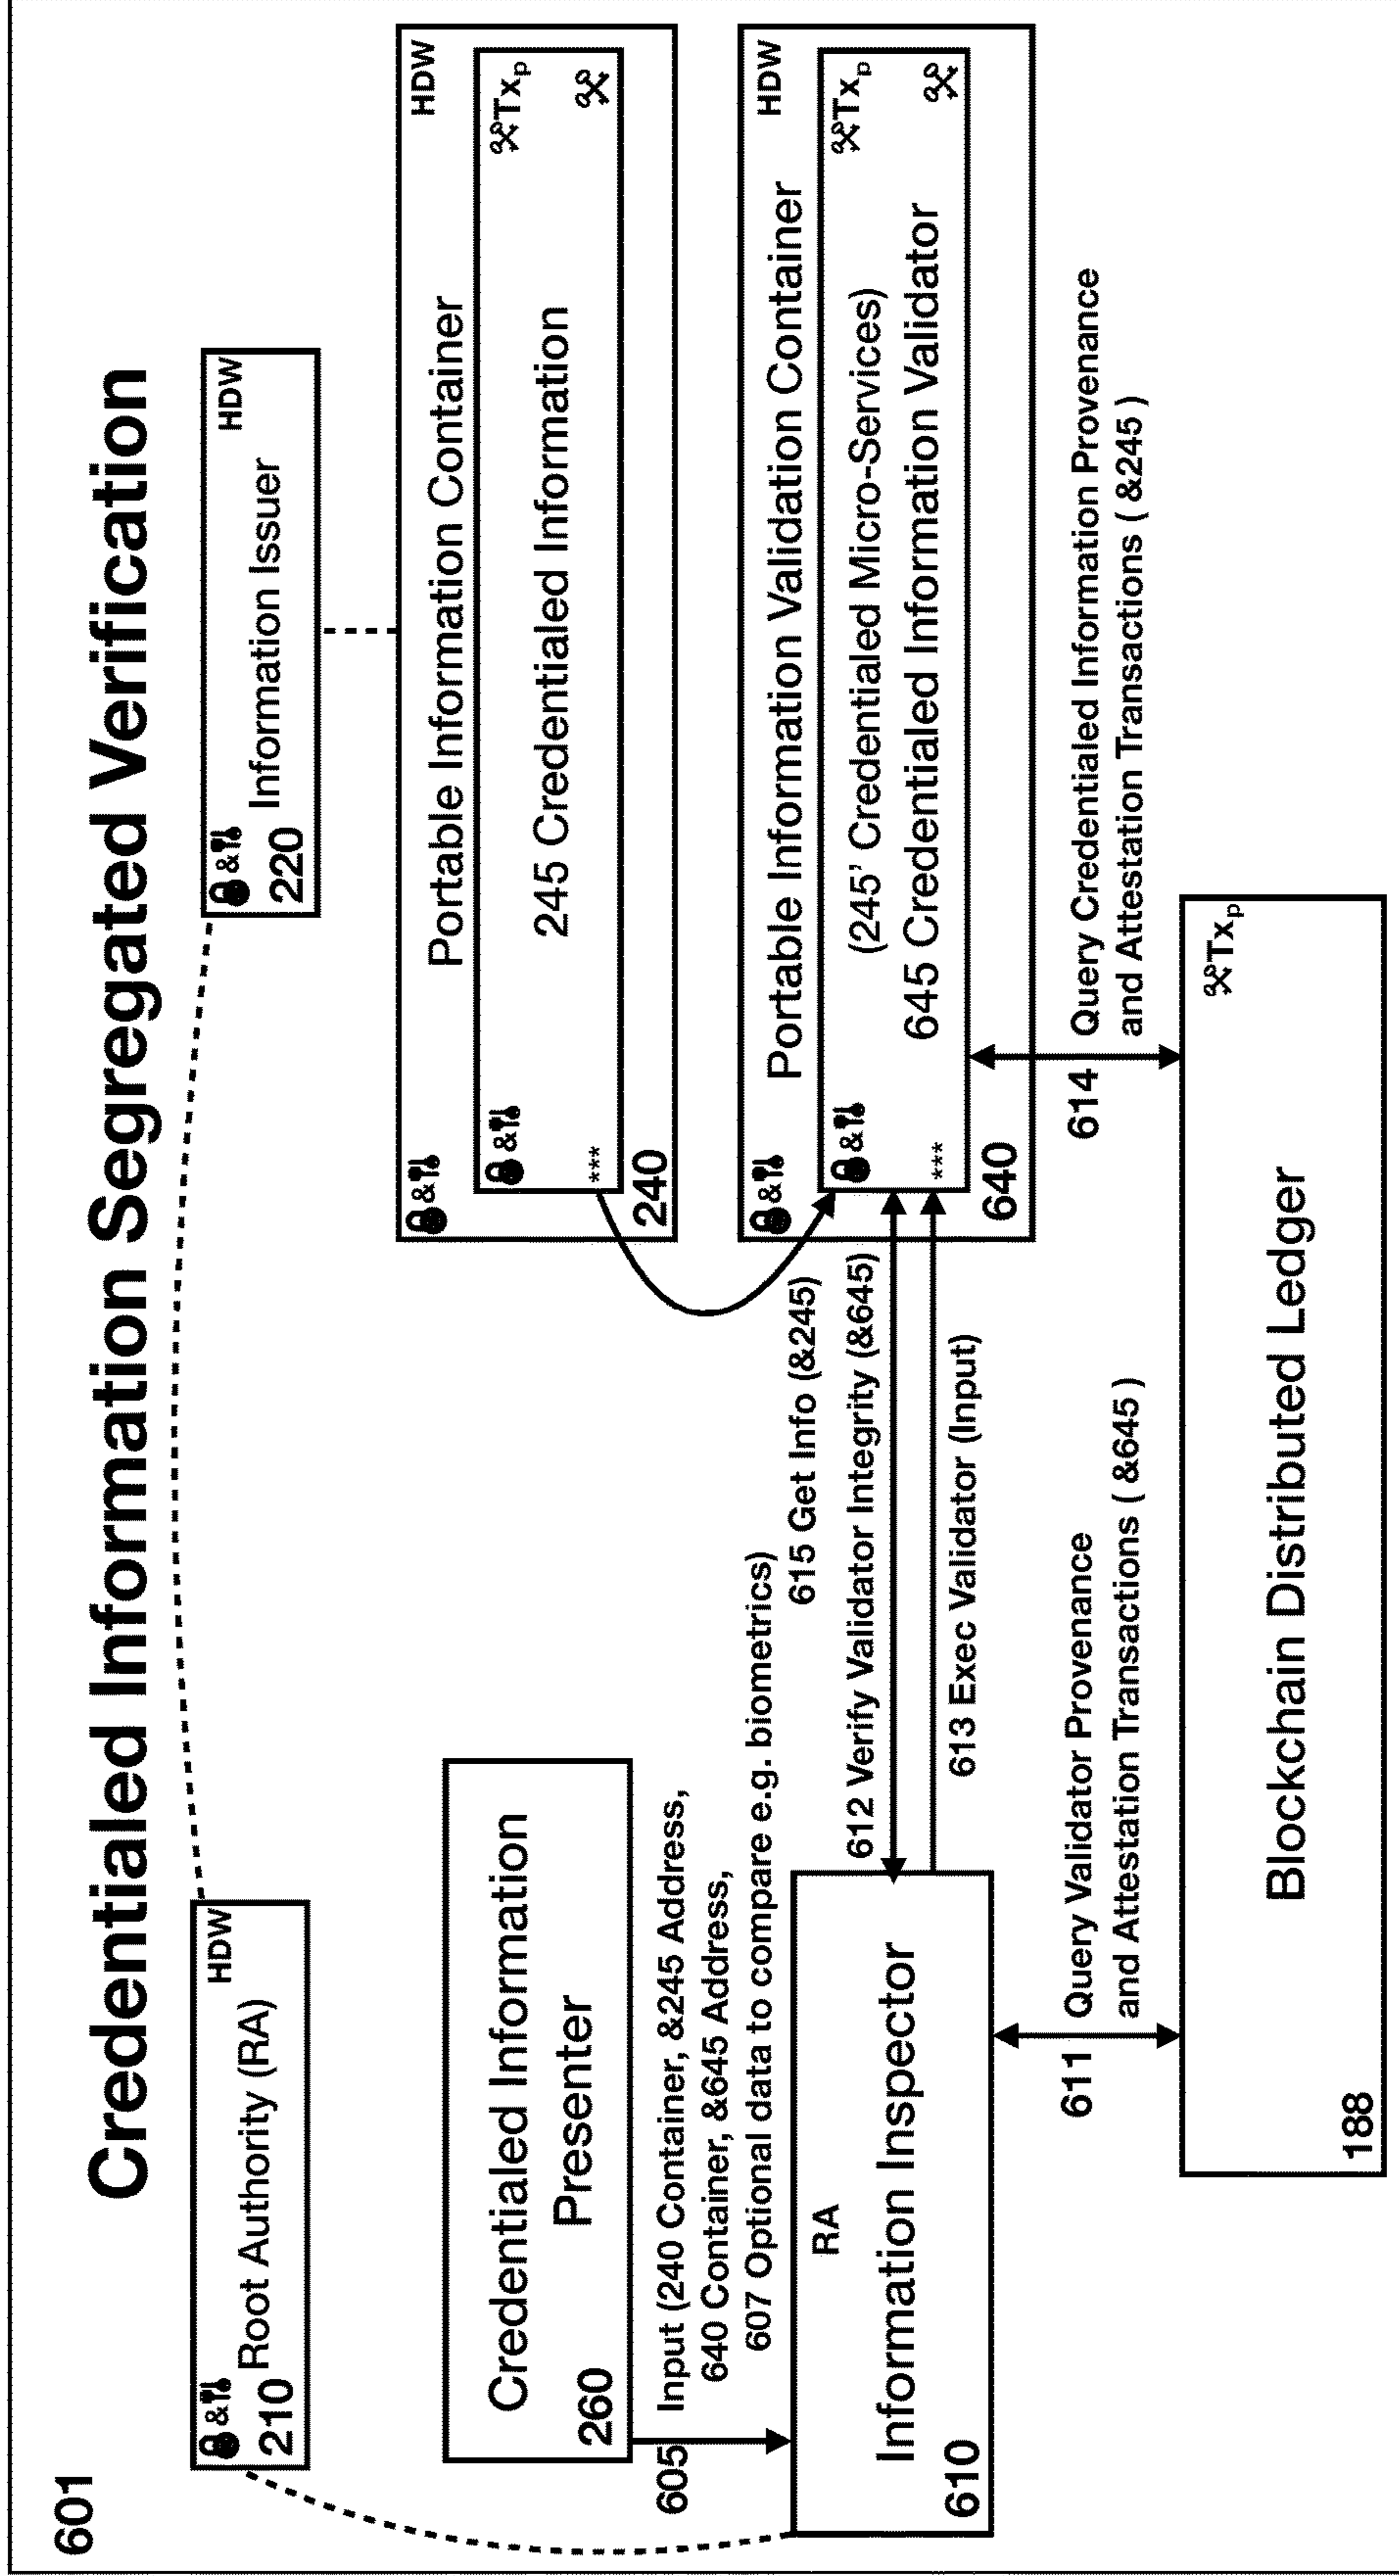 601
Credentialed Information Segregated Verification
HDW
&
Root Authority (RA)
210
HDW
&
Information Issuer
220
Credentialed Information
Presenter
260
605
Input (240 Container, &245 Address,
640 Container, &645 Address,
607 Optional data to compare e.g. biometrics)
HDW
&
Portable Information Container
Txp
&
245 Credentialed Information
***
240
615 Get Info (&245)
612 Verify Validator Integrity (&645)
613 Exec Validator (Input)
HDW
&
Portable Information Validation Container
Txp
&
(245' Credentialed Micro-Services)
645 Credentialed Information Validator
***
640
RA
Information Inspector
610
611
Query Validator Provenance
and Attestation Transactions ( &645 )
614
Query Credentialed Information Provenance
and Attestation Transactions ( &245 )
Txp
Blockchain Distributed Ledger
188